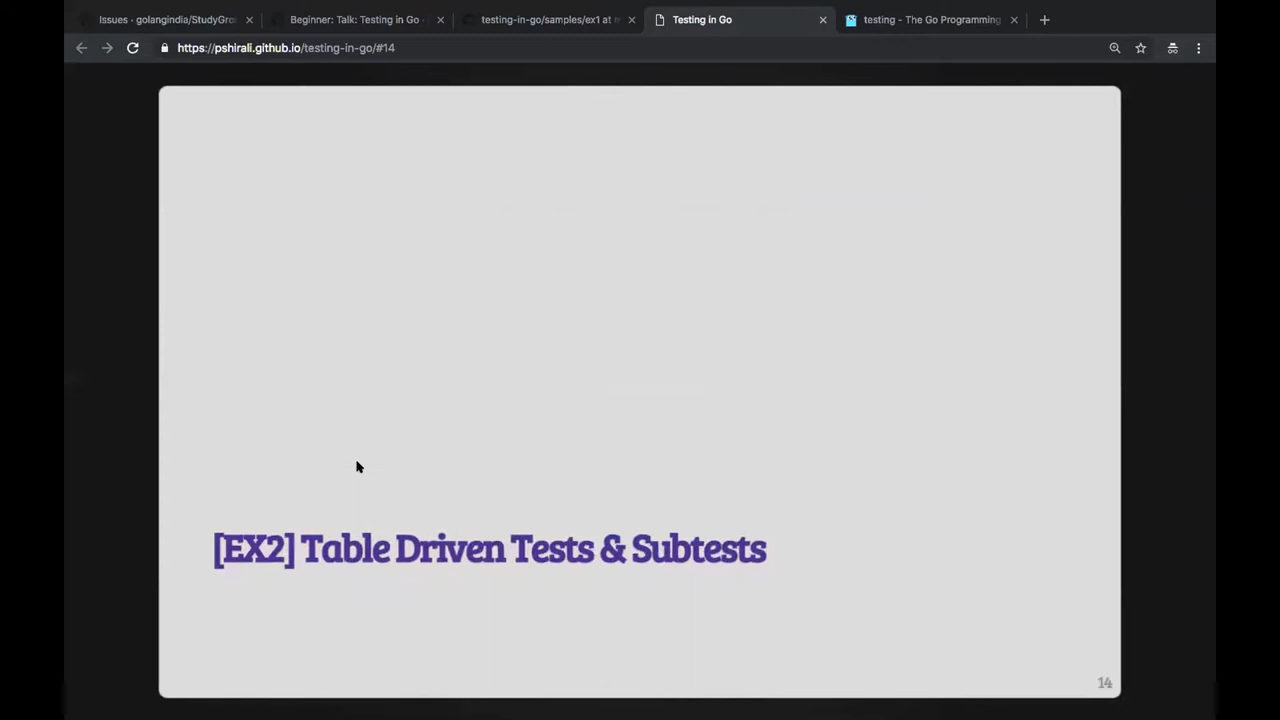 Issues · golangindia/StudyGro
Beginner: Talk: Testing in Go ·
testing-in-go/samples/ex1 at m
Testing in Go
testing - The Go Programming
https://pshirali.github.io/testing-in-go/#14
[EX2] Table Driven Tests & Subtests
14